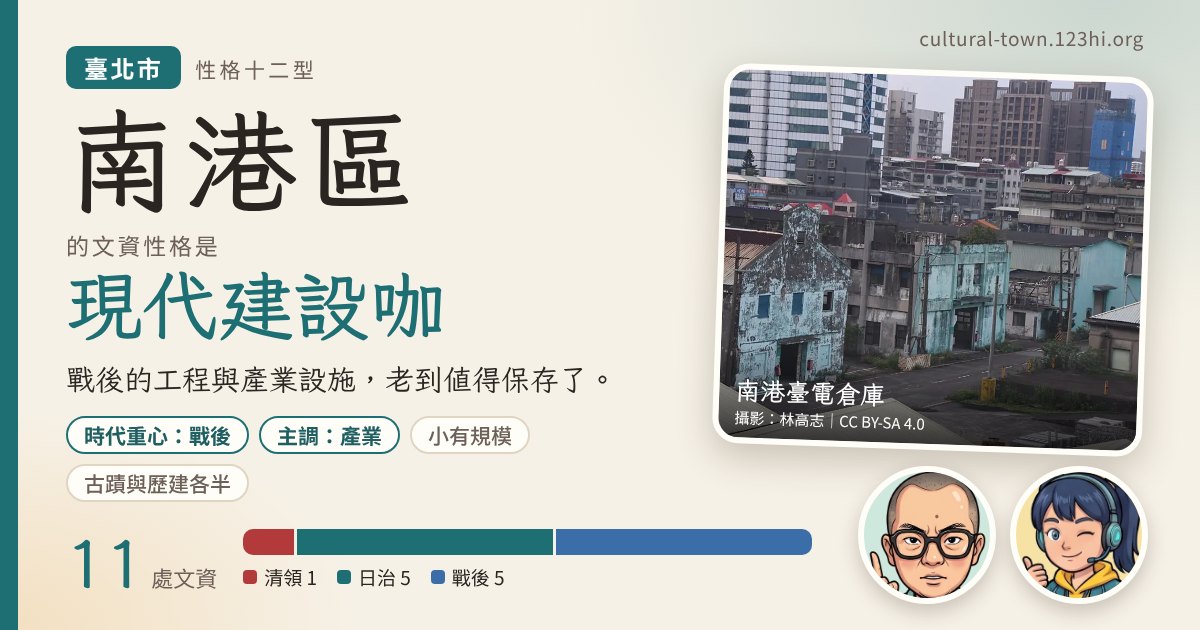 臺北市
性格十二型
南港區
的文資性格是
現代建設咖
戰後的工程與產業設施，老到值得保存了。
時代重心：戰後
主調：產業
小有規模
古蹟與歷建各半
11 處文資
清領 1
日治 5
戰後 5
cultural-town.123hi.org
南港臺電倉庫
攝影：林高志｜CC BY-SA 4.0